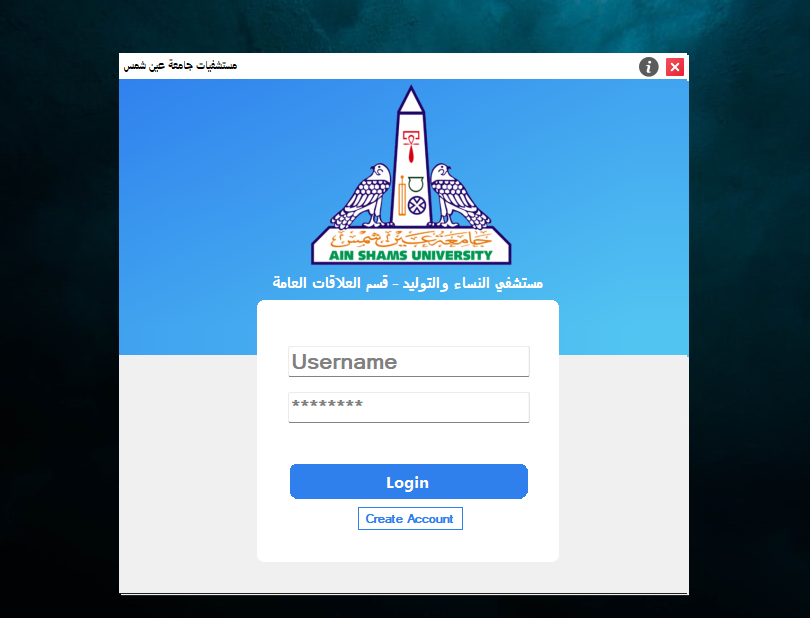 مستشفيات جامعة عين شمس
جامعة عين شمس
AIN SHAMS UNIVERSITY
مستشفي النساء والتوليد - قسم العلاقات العامة
Username
********
Login
Create Account